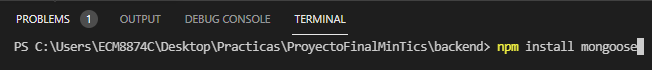 PROBLEMS 1 OUTPUT DEBUG CONSOLE TERMINAL
PS C:\Users\ECM8874C\Desktop\Practicas\ProyectoFinalMinTics\backend> npm install mongoose